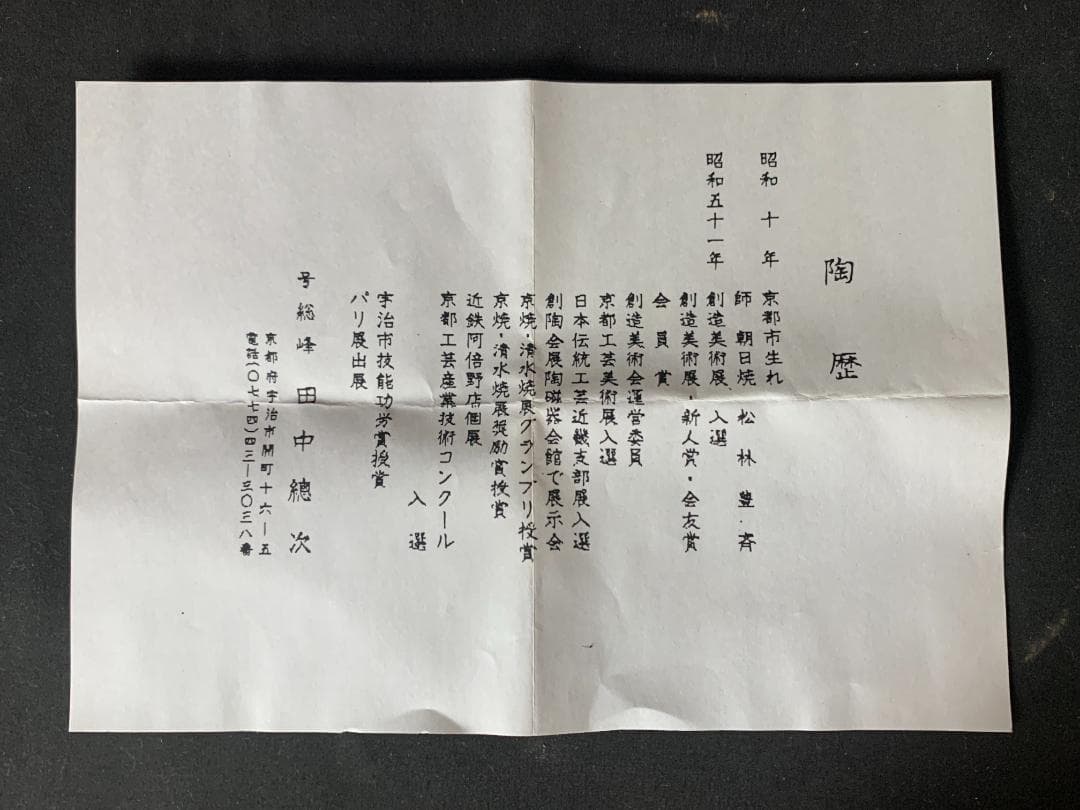 陶歴
昭和十年 京都市生れ
師 朝日焼 松林豊斉
昭和五十一年 創造美術展 入選
創造美術展・新人賞・会友賞
会員賞
創造美術会運営委員
京都工芸美術展入選
日本伝統工芸近畿支部展入選
創陶会展陶磁器会館で展示会
京焼・清水焼展グランプリ授賞
京焼・清水焼展奨励賞授賞
近鉄阿倍野店個展
京都工芸産業技術コンクール
入選
宇治市技能功労賞授賞
パリ展出展
号総峰 田中總次
京都府宇治市開町十六ー五
電話(〇七七四)四三ー三〇三八番